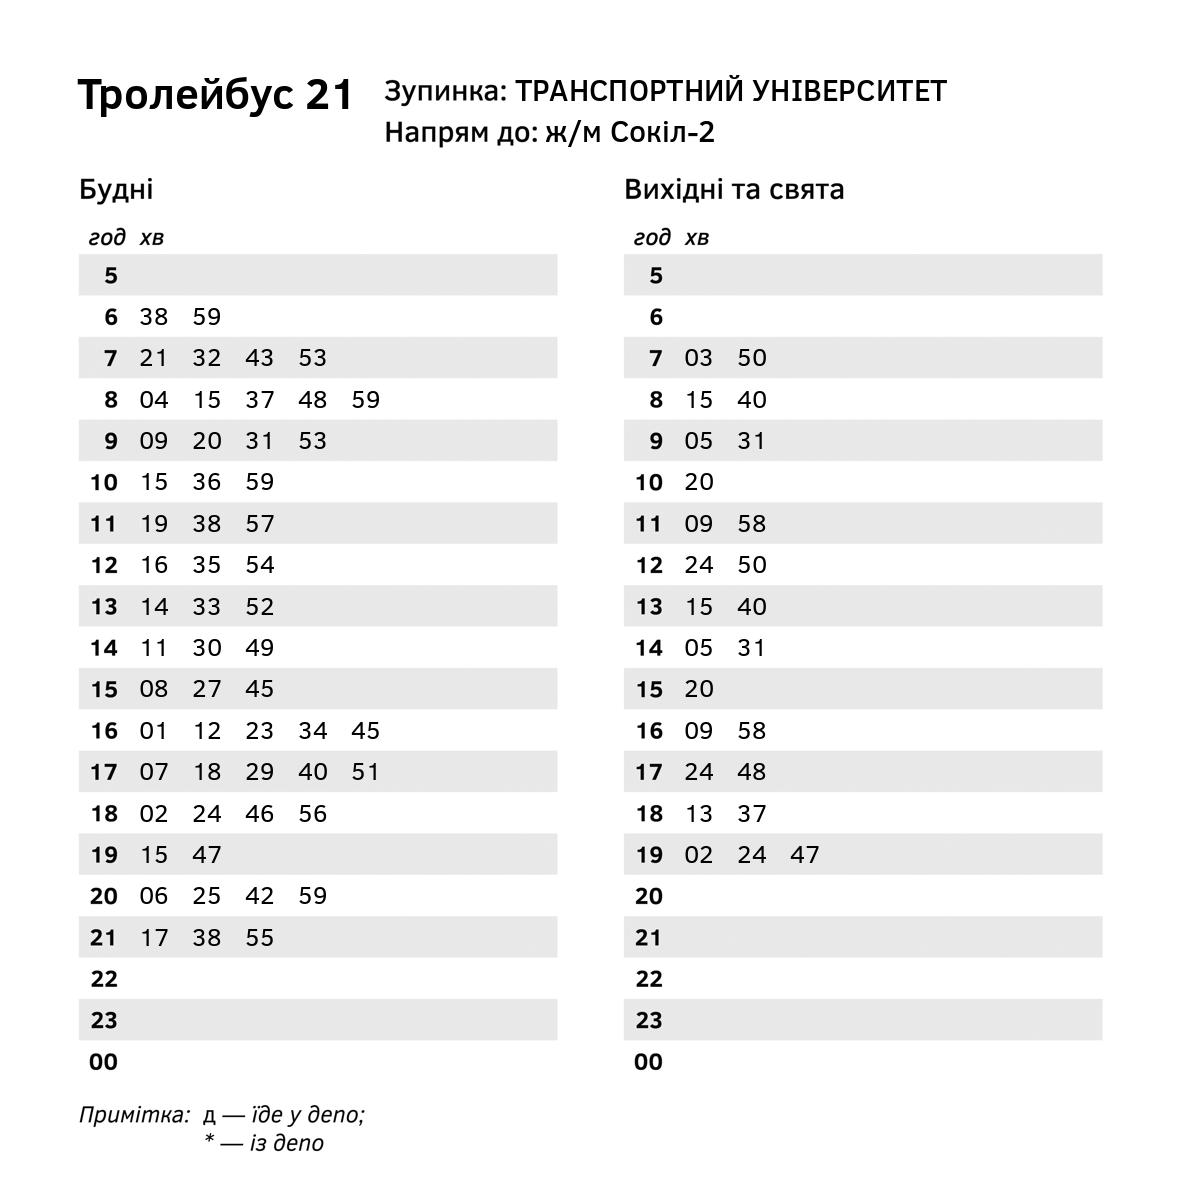 Тролейбус 21
Зупинка: ТРАНСПОРТНИЙ УНІВЕРСИТЕТ
Напрям до: ж/м Сокіл-2
Будні
год хв
5
6 38 59
7 21 32 43 53
8 04 15 37 48 59
9 09 20 31 53
10 15 36 59
11 19 38 57
12 16 35 54
13 14 33 52
14 11 30 49
15 08 27 45
16 01 12 23 34 45
17 07 18 29 40 51
18 02 24 46 56
19 15 47
20 06 25 42 59
21 17 38 55
22
23
00
Вихідні та свята
год хв
5
6
7 03 50
8 15 40
9 05 31
10 20
11 09 58
12 24 50
13 15 40
14 05 31
15 20
16 09 58
17 24 48
18 13 37
19 02 24 47
20
21
22
23
00
Примітка: д — їде у депо;
* — із депо